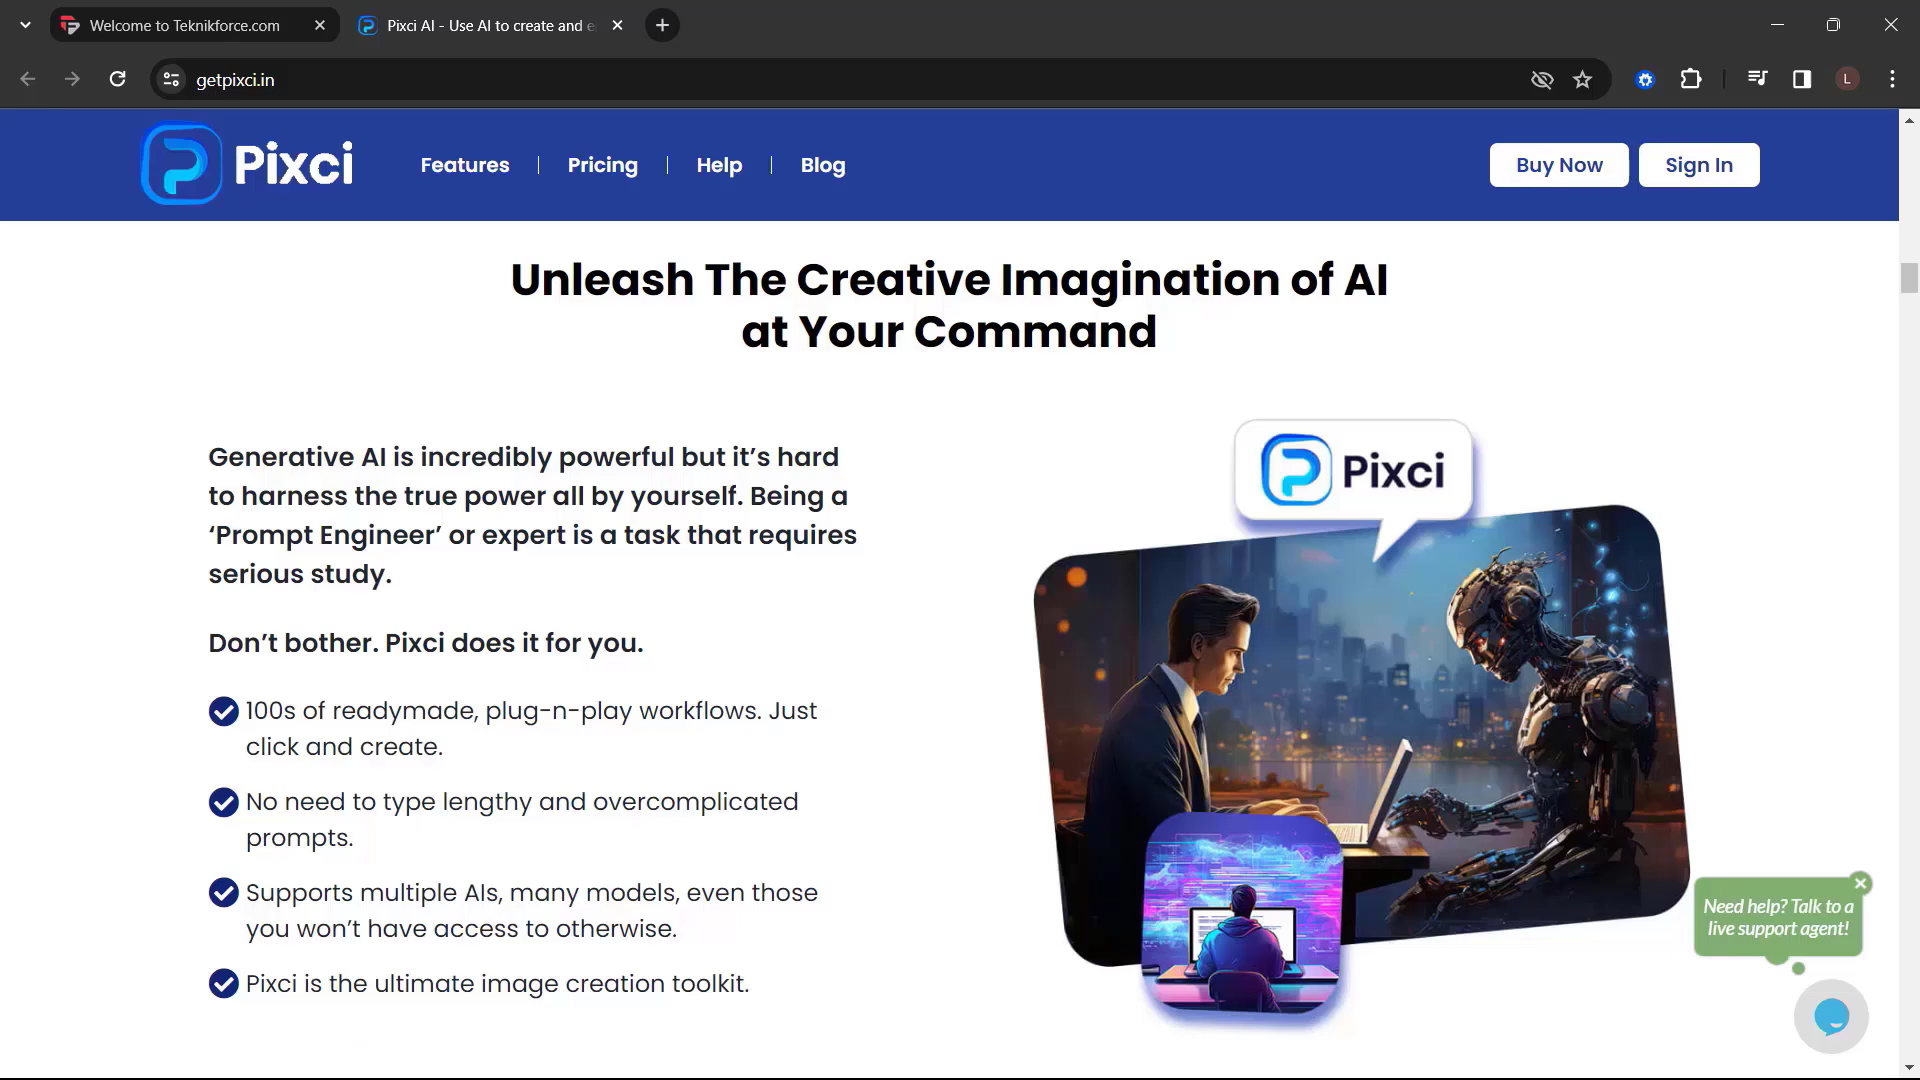 Welcome to Teknikforce.com
Pixci AI - Use AI to create and e
getpixci.in
L
Pixci
Features
Pricing
Help
Blog
Buy Now
Sign In
Unleash The Creative Imagination of AI
at Your Command
Generative AI is incredibly powerful but it’s hard
to harness the true power all by yourself. Being a
‘Prompt Engineer’ or expert is a task that requires
serious study.
Don’t bother. Pixci does it for you.
100s of readymade, plug-n-play workflows. Just
click and create.
No need to type lengthy and overcomplicated
prompts.
Supports multiple AIs, many models, even those
you won’t have access to otherwise.
Pixci is the ultimate image creation toolkit.
Pixci
Need help? Talk to a
live support agent!